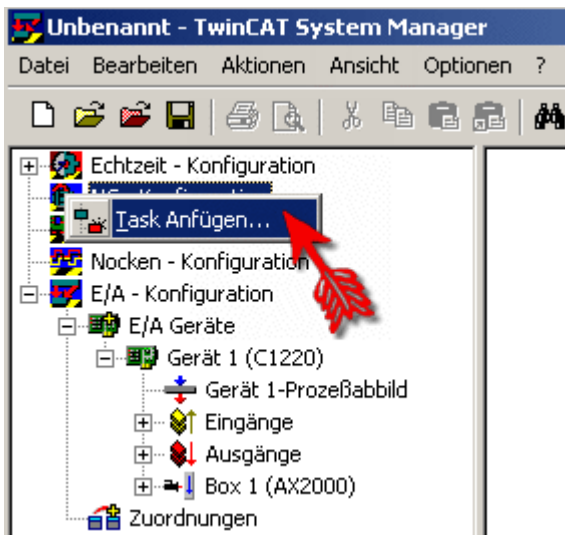 Unbenannt - TwinCAT System Manager
Datei Bearbeiten Aktionen Ansicht Optionen ?
Echtzeit - Konfiguration
Task Anfügen...
Nocken - Konfiguration
E/A - Konfiguration
E/A Geräte
Gerät 1 (C1220)
Gerät 1-Prozeßabbild
Eingänge
Ausgänge
Box 1 (AX2000)
Zuordnungen